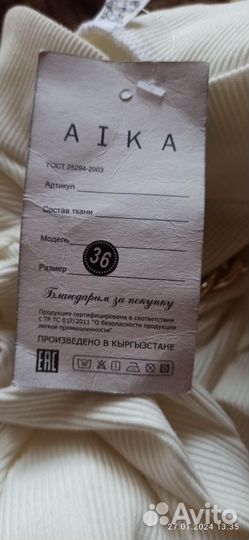 AIKA
ГОСТ 25294-2003
Артикул
Состав ткани
Модель
36
Размер
Благодарим за покупку
Продукция сертифицирована в соответствии
с ТР ТС 017/2011 "О безопасности продукции
легкой промышленности"
ПРОИЗВЕДЕНО В КЫРГЫЗСТАНЕ
EAC
Avito
27.01.2024 13:35